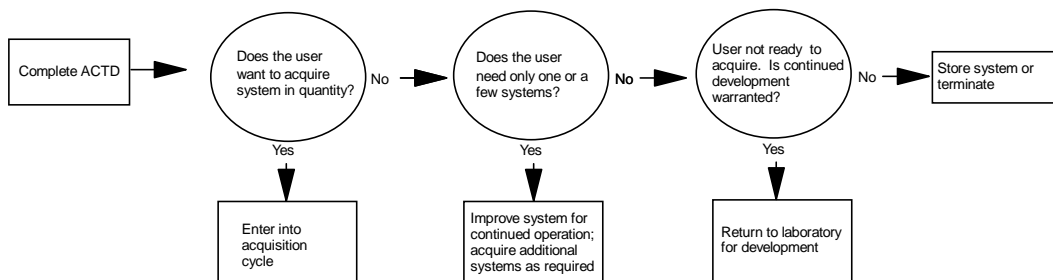 Complete ACTD
Does the user
want to acquire
system in quantity?
No
Does the user
need only one or a
few systems?
No
User not ready to
acquire. Is continued
development
warranted?
No
Store system or
terminate
Yes
Yes
Yes
Enter into
acquisition
cycle
Improve system for
continued operation;
acquire additional
systems as required
Return to laboratory
for development